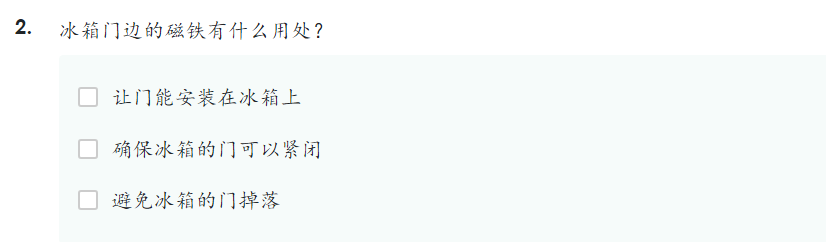 2. 冰箱门边的磁铁有什么用处？
让门能安装在冰箱上
确保冰箱的门可以紧闭
避免冰箱的门掉落